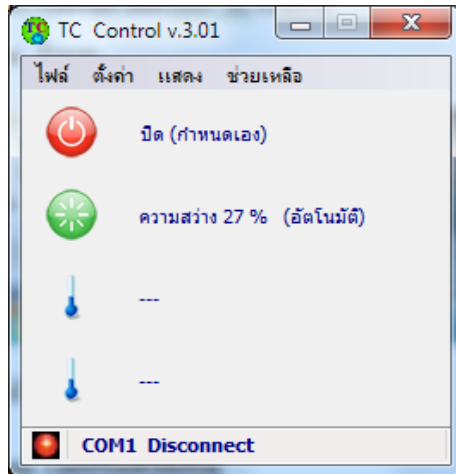 TC Control v.3.01
ไฟล์ ตั้งค่า แสดง ช่วยเหลือ
ปิด (กำหนดเอง)
ความสว่าง 27 % (อัตโนมัติ)
---
---
COM1 Disconnect